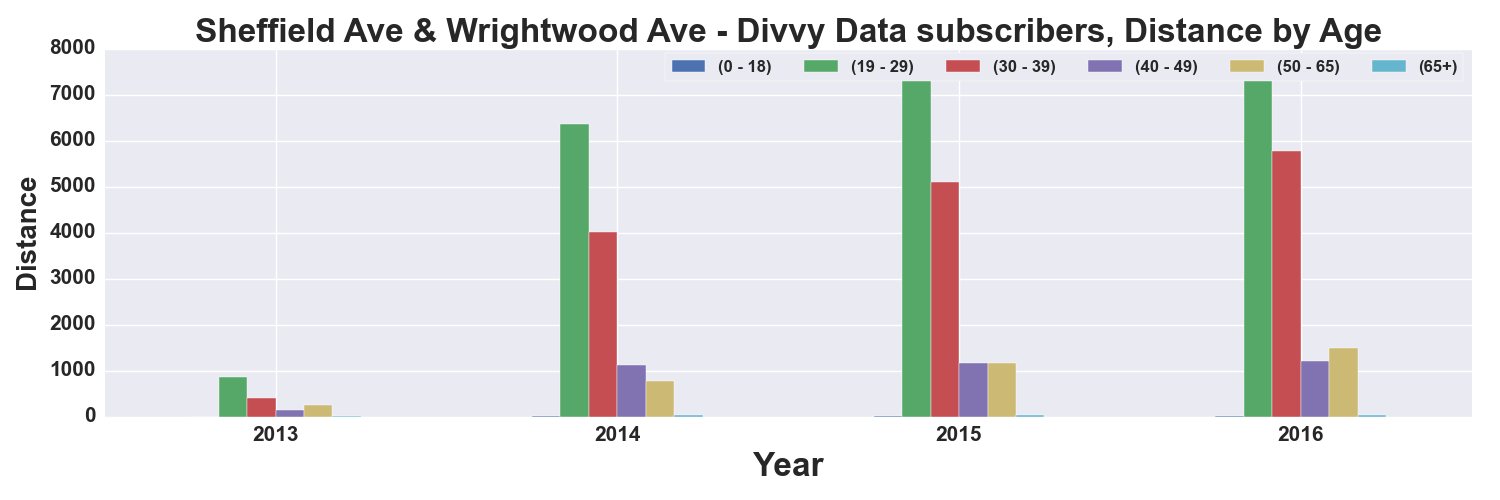 Sheffield Ave & Wrightwood Ave - Divvy Data subscribers, Distance by Age
(0 - 18) (19 - 29) (30 - 39) (40 - 49) (50 - 65) (65+)
8000
7000
6000
5000
4000
3000
2000
1000
0
Distance
2013 2014 2015 2016
Year